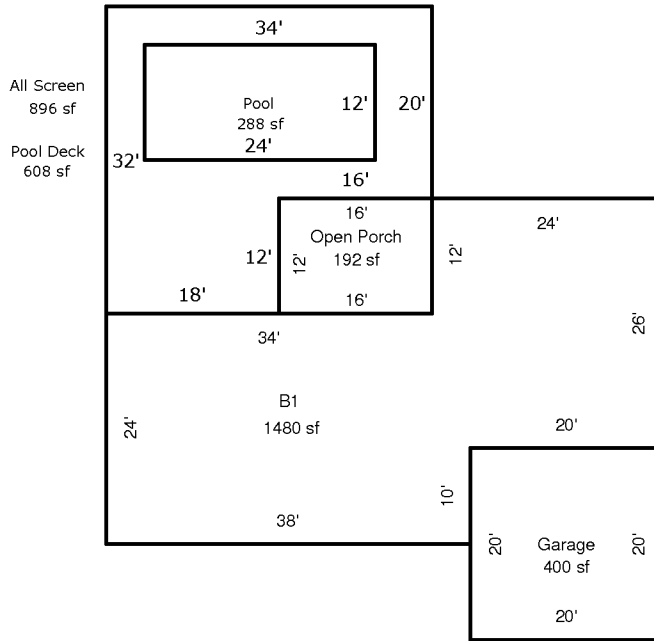 34'
All Screen
896 sf
Pool
288 sf
12'
20'
24'
Pool Deck
608 sf
32'
16'
16'
24'
Open Porch
192 sf
12'
12'
12'
18'
16'
26'
34'
B1
1480 sf
24'
20'
10'
38'
20'
Garage
400 sf
20'
20'